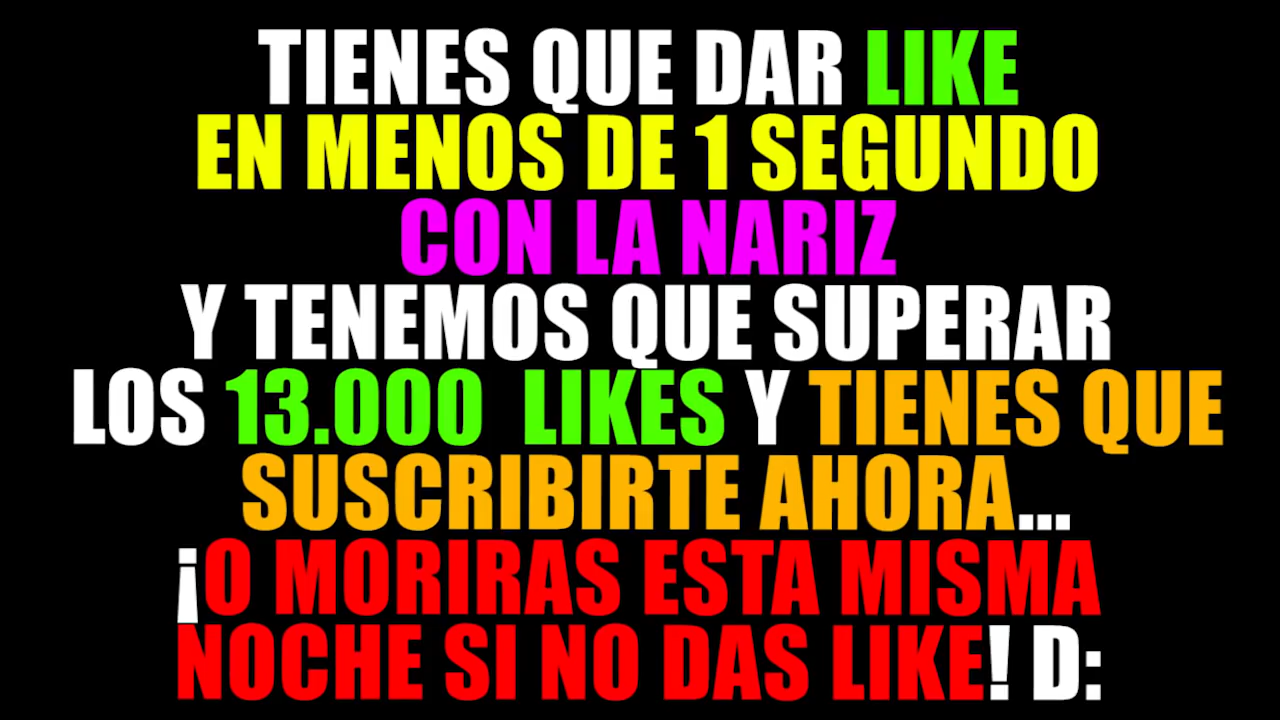 TIENES QUE DAR LIKE
EN MENOS DE 1 SEGUNDO
CON LA NARIZ
Y TENEMOS QUE SUPERAR
LOS 13.000 LIKES Y TIENES QUE
SUSCRIBIRTE AHORA...
¡O MORIRAS ESTA MISMA
NOCHE SI NO DAS LIKE! D: